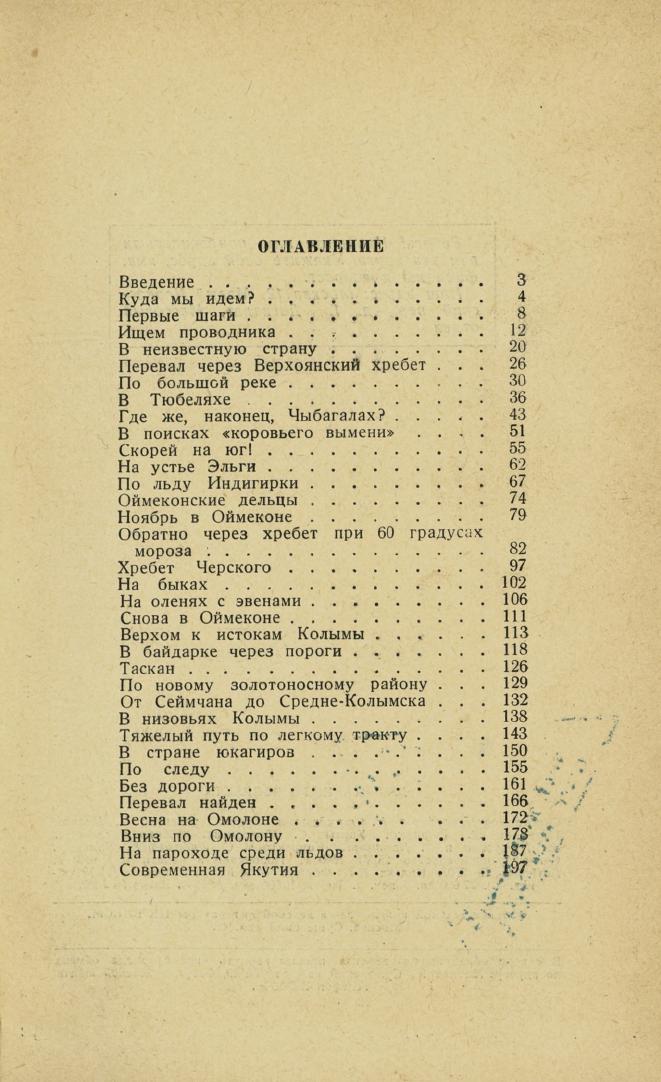 ОГЛАВЛЕНИЕ
Введение . . . . . . . . . . . . . . . 3
Куда мы идем? . . . . . . . . . . . . 4
Первые шаги . . . . . . . . . . . . . 8
Ищем проводника . . . . . . . . . . . 12
В неизвестную страну . . . . . . . . . 20
Перевал через Верхоянский хребет . . . 26
По большой реке . . . . . . . . . . . 30
В Тюбеляхе . . . . . . . . . . . . . 36
Где же, наконец, Чыбагалах? . . . . . 43
В поисках «коровьего вымени» . . . . 51
Скорей на юг! . . . . . . . . . . . . 55
На устье Эльги . . . . . . . . . . . . 62
По льду Индигирки . . . . . . . . . . 67
Оймеконские дельцы . . . . . . . . . . 74
Ноябрь в Оймеконе . . . . . . . . . . 79
Обратно через хребет при 60 градусах
мороза . . . . . . . . . . . . . . . 82
Хребет Черского . . . . . . . . . . . 97
На быках . . . . . . . . . . . . . . 102
На оленях с эвенами . . . . . . . . . . 106
Снова в Оймеконе . . . . . . . . . . . 111
Верхом к истокам Колымы . . . . . . . 113
В байдарке через пороги . . . . . . . . 118
Таскан . . . . . . . . . . . . . . . . 126
По новому золотоносному району . . . 129
От Сеймчана до Средне-Колымска . . . 132
В низовьях Колымы . . . . . . . . . . 138
Тяжелый путь по легкому тракту . . . . 143
В стране юкагиров . . . . . . . . . . 150
По следу . . . . . . . . . . . . . . 155
Без дороги . . . . . . . . . . . . . 161
Перевал найден . . . . . . . . . . . . 166
Весна на Омолоне . . . . . . . . . . 172
Вниз по Омолону . . . . . . . . . . 178
На пароходе среди льдов . . . . . . . . 187
Современная Якутия . . . . . . . . . . 197